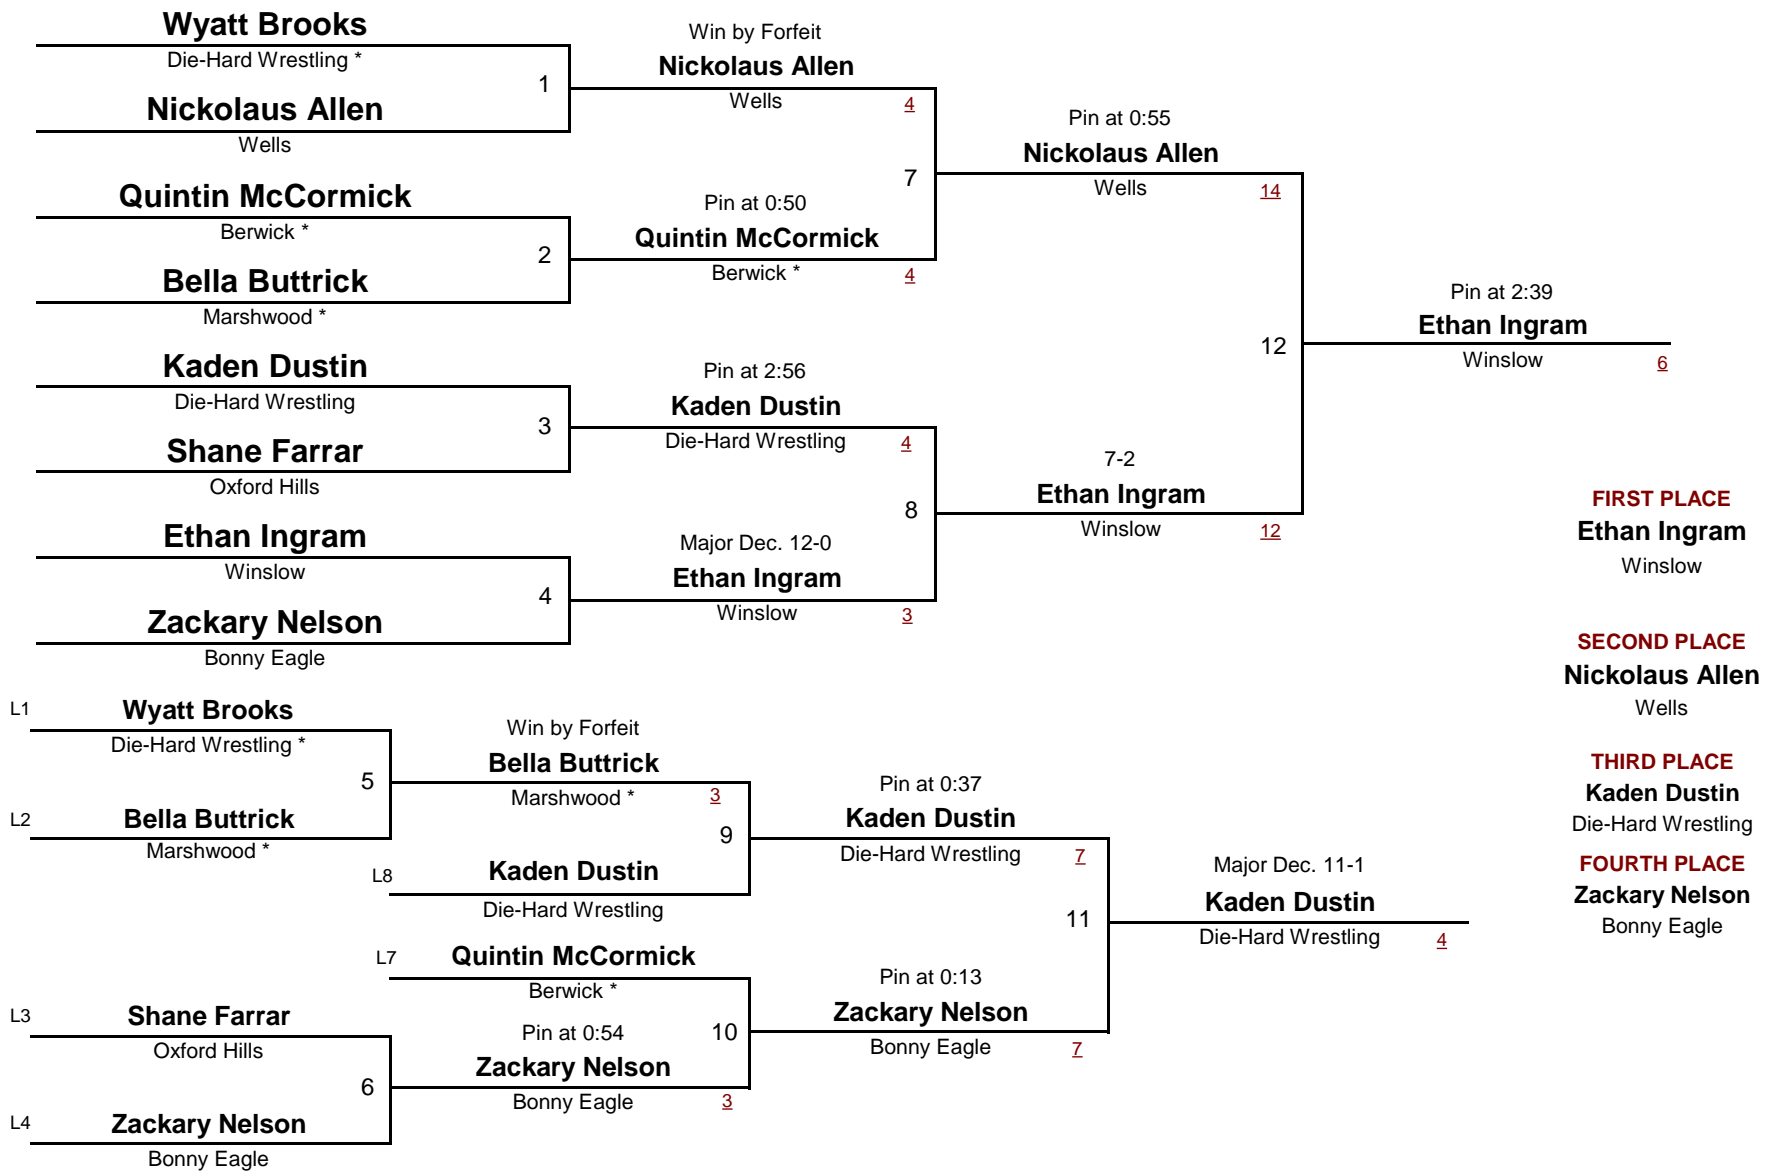 Wyatt Brooks
Die-Hard Wrestling *
1
Nickolaus Allen
Wells
Quintin McCormick
Berwick *
2
Bella Buttrick
Marshwood *
Kaden Dustin
Die-Hard Wrestling
3
Shane Farrar
Oxford Hills
Ethan Ingram
Winslow
4
Zackary Nelson
Bonny Eagle
Win by Forfeit
Nickolaus Allen
Wells 4
7
Pin at 0:50
Quintin McCormick
Berwick * 4
Pin at 2:56
Kaden Dustin
Die-Hard Wrestling 4
8
Major Dec. 12-0
Ethan Ingram
Winslow 3
Pin at 0:55
Nickolaus Allen
Wells 14
12
7-2
Ethan Ingram
Winslow 12
Pin at 2:39
Ethan Ingram
Winslow 6
FIRST PLACE
Ethan Ingram
Winslow
SECOND PLACE
Nickolaus Allen
Wells
THIRD PLACE
Kaden Dustin
Die-Hard Wrestling
FOURTH PLACE
Zackary Nelson
Bonny Eagle
L1 Wyatt Brooks
Die-Hard Wrestling *
5
L2 Bella Buttrick
Marshwood *
L3 Shane Farrar
Oxford Hills
6
L4 Zackary Nelson
Bonny Eagle
Win by Forfeit
Bella Buttrick
Marshwood * 3
9
L8 Kaden Dustin
Die-Hard Wrestling
L7 Quintin McCormick
Berwick *
10
Pin at 0:54
Zackary Nelson
Bonny Eagle 3
Pin at 0:37
Kaden Dustin
Die-Hard Wrestling 7
11
Pin at 0:13
Zackary Nelson
Bonny Eagle 7
Major Dec. 11-1
Kaden Dustin
Die-Hard Wrestling 4